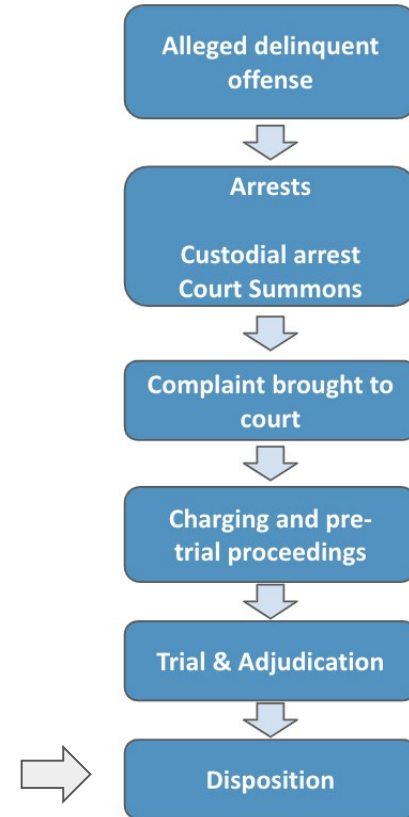 Alleged delinquent
offense
Arrests
Custodial arrest
Court Summons
Complaint brought to
court
Charging and pre-
trial proceedings
Trial & Adjudication
Disposition